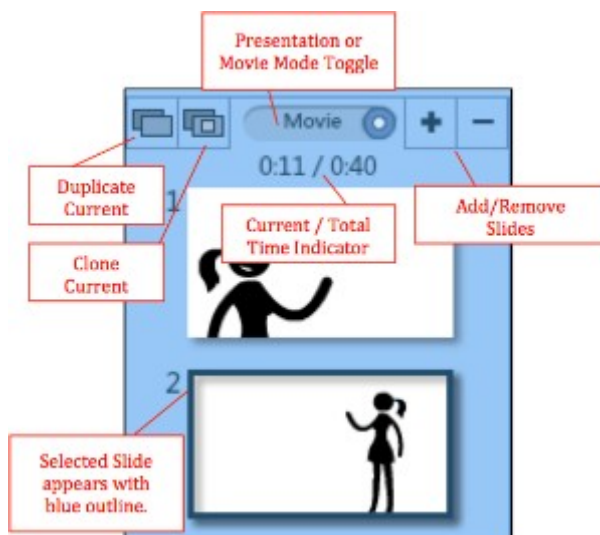 Presentation or
Movie Mode Toggle
Movie
+
−
0:11 / 0:40
Duplicate
Current
1
Current / Total
Time Indicator
Add/Remove
Slides
Clone
Current
2
Selected Slide
appears with
blue outline.